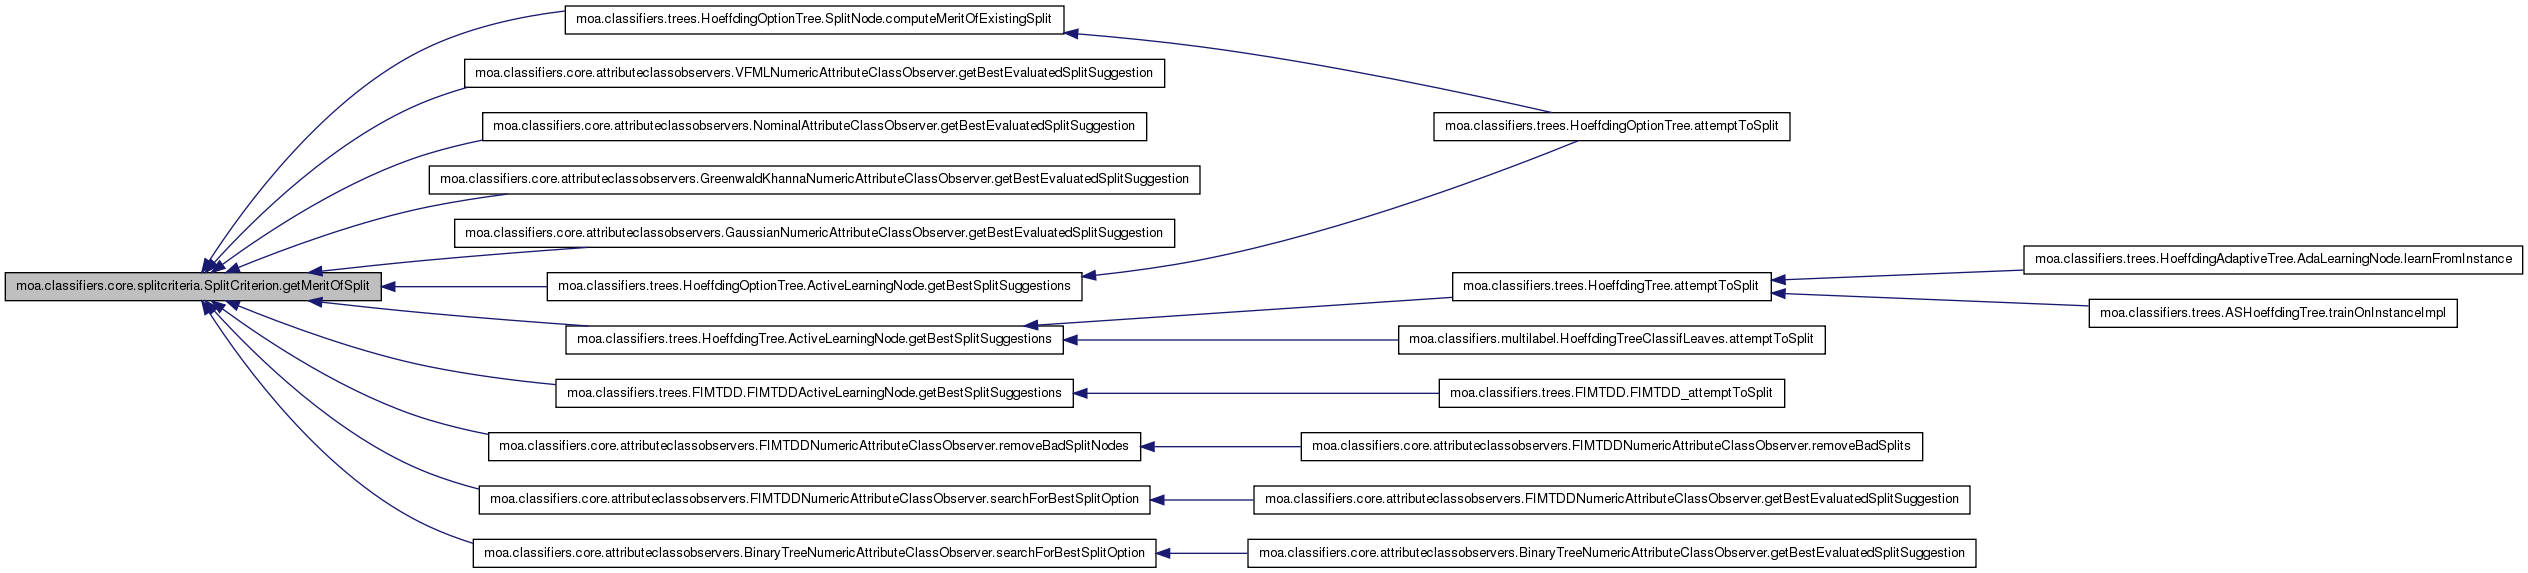 moa.classifiers.trees.HoeffdingOptionTree.SplitNode.computeMeritOfExistingSplit
moa.classifiers.core.attributeclassobservers.VFMLNumericAttributeClassObserver.getBestEvaluatedSplitSuggestion
moa.classifiers.core.attributeclassobservers.NominalAttributeClassObserver.getBestEvaluatedSplitSuggestion
moa.classifiers.trees.HoeffdingOptionTree.attemptToSplit
moa.classifiers.core.attributeclassobservers.GreenwaldKhannaNumericAttributeClassObserver.getBestEvaluatedSplitSuggestion
moa.classifiers.core.attributeclassobservers.GaussianNumericAttributeClassObserver.getBestEvaluatedSplitSuggestion
moa.classifiers.trees.HoeffdingAdaptiveTree.AdaLearningNode.learnFromInstance
moa.classifiers.core.splitcriteria.SplitCriterion.getMeritOfSplit
moa.classifiers.trees.HoeffdingOptionTree.ActiveLearningNode.getBestSplitSuggestions
moa.classifiers.trees.HoeffdingTree.attemptToSplit
moa.classifiers.trees.ASHoeffdingTree.trainOnInstanceImpl
moa.classifiers.trees.HoeffdingTree.ActiveLearningNode.getBestSplitSuggestions
moa.classifiers.multilabel.HoeffdingTreeClassifLeaves.attemptToSplit
moa.classifiers.trees.FIMTDD.FIMTDDActiveLearningNode.getBestSplitSuggestions
moa.classifiers.trees.FIMTDD.FIMTDD_attemptToSplit
moa.classifiers.core.attributeclassobservers.FIMTDDNumericAttributeClassObserver.removeBadSplitNodes
moa.classifiers.core.attributeclassobservers.FIMTDDNumericAttributeClassObserver.removeBadSplits
moa.classifiers.core.attributeclassobservers.FIMTDDNumericAttributeClassObserver.searchForBestSplitOption
moa.classifiers.core.attributeclassobservers.FIMTDDNumericAttributeClassObserver.getBestEvaluatedSplitSuggestion
moa.classifiers.core.attributeclassobservers.BinaryTreeNumericAttributeClassObserver.searchForBestSplitOption
moa.classifiers.core.attributeclassobservers.BinaryTreeNumericAttributeClassObserver.getBestEvaluatedSplitSuggestion